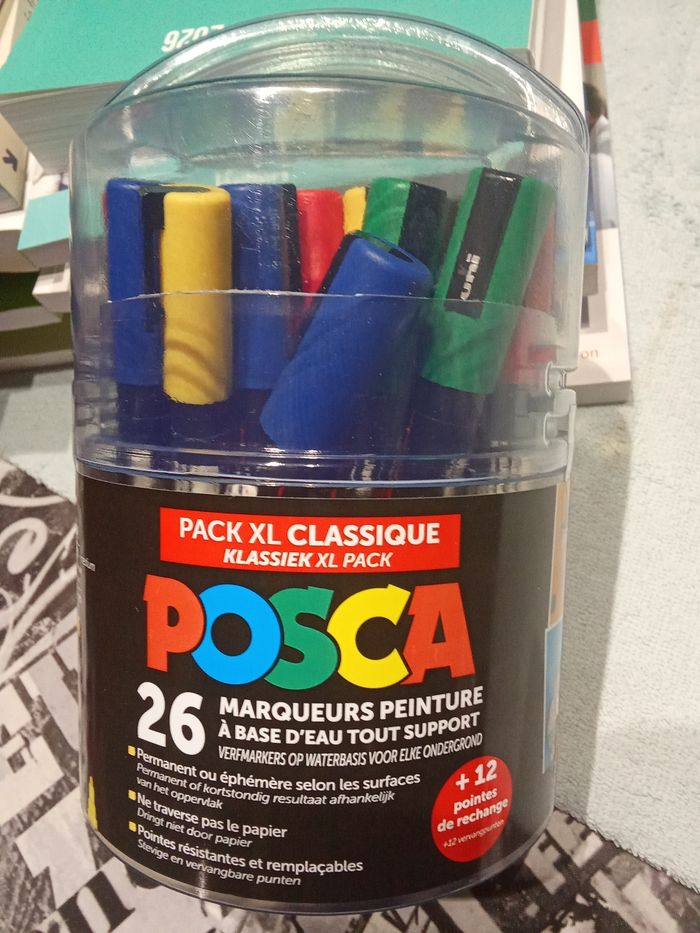 2026
uni
on
PACK XL CLASSIQUE
KLASSIEK XL PACK
POSCA
26 MARQUEURS PEINTURE
À BASE D'EAU TOUT SUPPORT
VERFMARKERS OP WATERBASIS VOOR ELKE ONDERGROND
Permanent ou éphémère selon les surfaces
Permanent of kortstondig resultaat afhankelijk
van het oppervlak
Ne traverse pas le papier
Dringt niet door papier
Pointes résistantes et remplaçables
Stevige en vervangbare punten
+ 12
pointes
de rechange
+12 vervangpunten